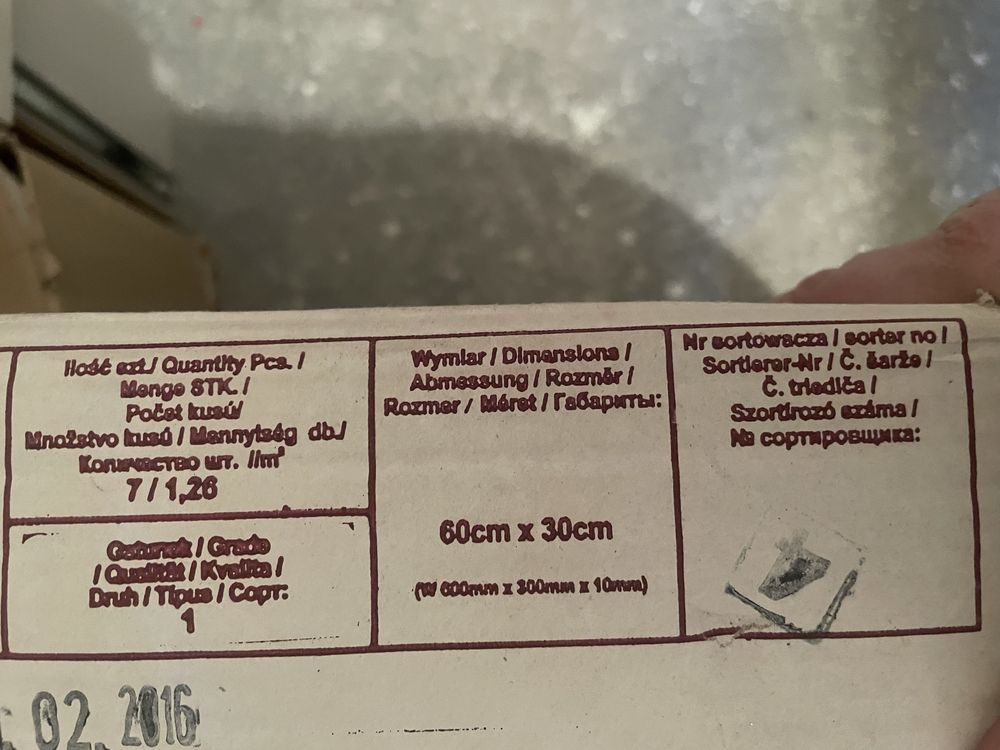 Ilość szt./ Quantity Pcs. /
Menge STK. /
Počet kusů/
Množstvo kusú / Mennyiség db./
Количество шт. //m²
7 / 1,26
Gatunek / Grade
/ Qualität / Kvalita /
Druh / Típus / Сорт:
1
Wymiar / Dimensions /
Abmessung / Rozměr /
Rozmer / Méret / Габариты:
60cm x 30cm
(W 600mm x 300mm x 10mm)
Nr sortowacza / sorter no /
Sortierer-Nr / Č. šarže /
Č. triediča /
Szortírozó száma /
№ сортировщика:
02. 2016